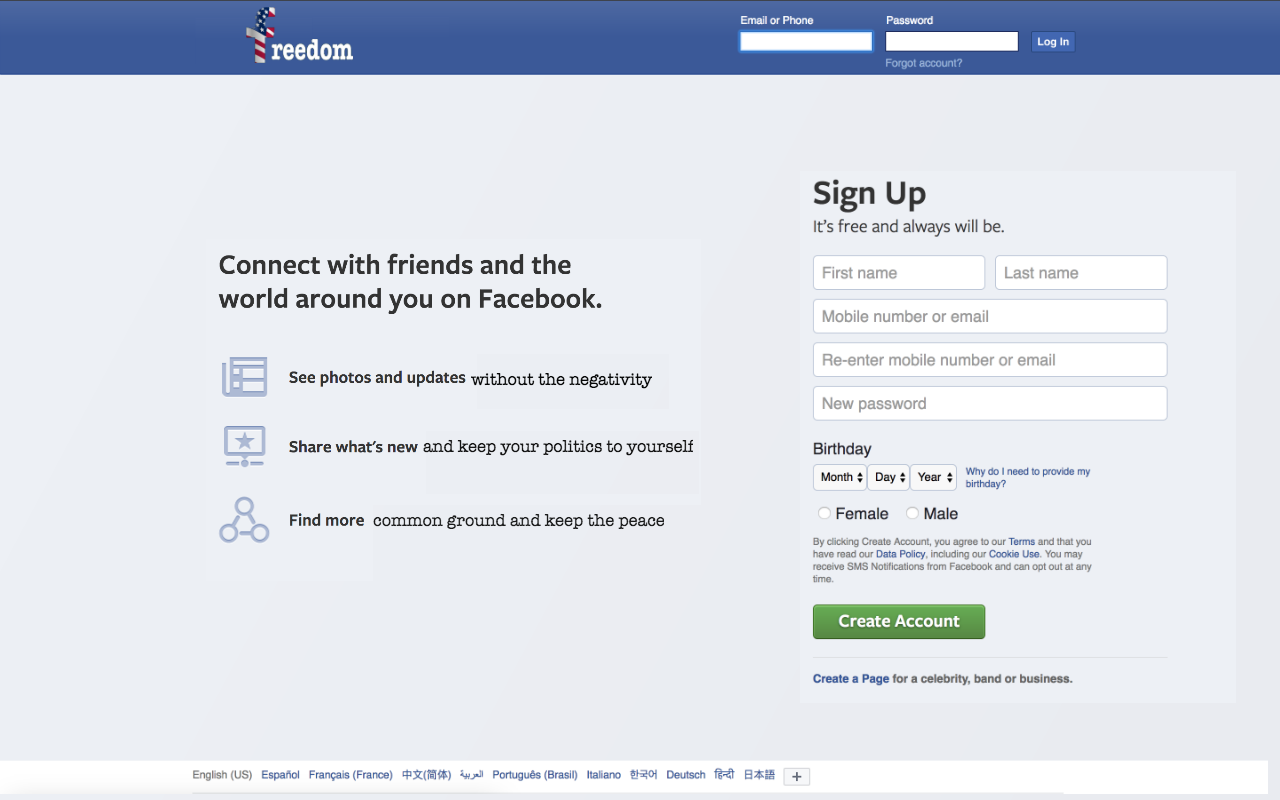 freedom
Email or Phone
Password
Log In
Forgot account?
Connect with friends and the
world around you on Facebook.
See photos and updates without the negativity
Share what's new and keep your politics to yourself
Find more common ground and keep the peace
Sign Up
It's free and always will be.
First name Last name
Mobile number or email
Re-enter mobile number or email
New password
Birthday
Month Day Year
Why do I need to provide my
birthday?
Female Male
By clicking Create Account, you agree to our Terms and that you
have read our Data Policy, including our Cookie Use. You may
receive SMS Notifications from Facebook and can opt out at any
time.
Create Account
Create a Page for a celebrity, band or business.
English (US) Español Français (France) 中文(简体) العربية Português (Brasil) Italiano 한국어 Deutsch हिन्दी 日本語 +